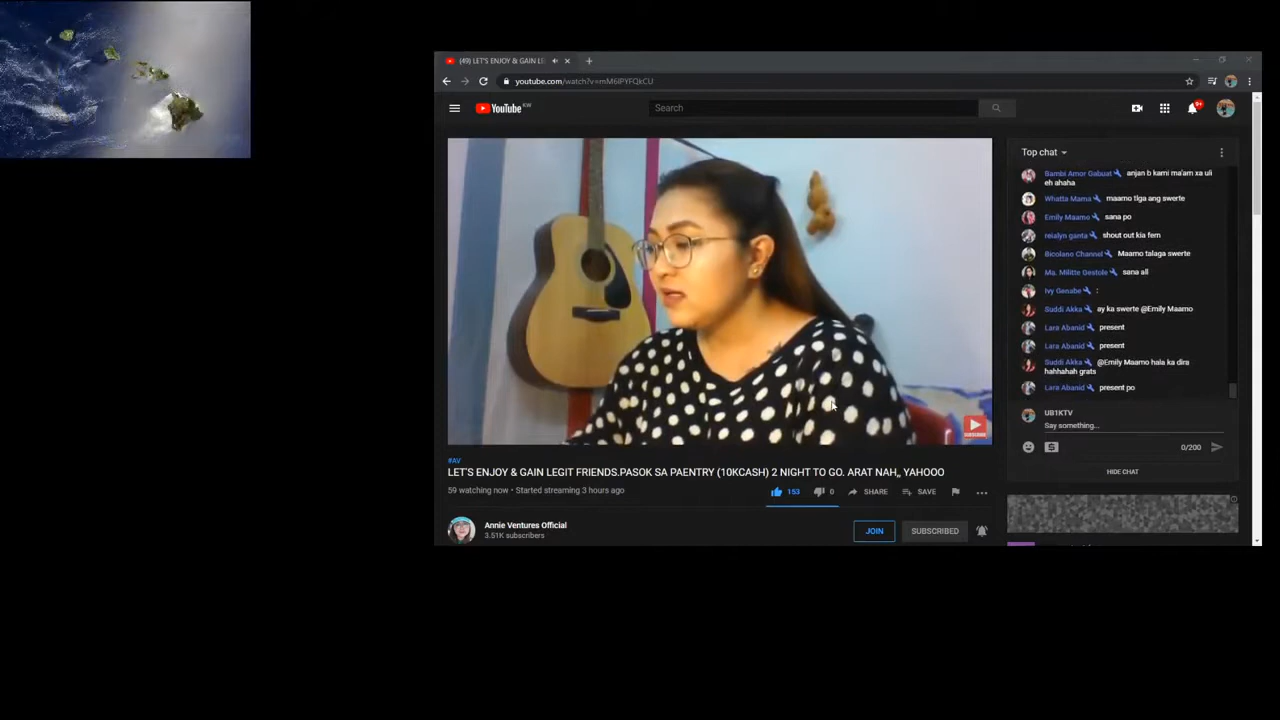 (49) LET'S ENJOY & GAIN LE
youtube.com/watch?v=mM6lPYFQkCU
YouTube KW
Search
9+
Top chat
Bambi Amor Gabuat anjan b kami ma'am xa uli
eh ahaha
Whatta Mama maamo tlga ang swerte
Emily Maamo sana po
reialyn ganta shout out kia fem
Bicolano Channel Maamo talaga swerte
Ma. Militte Gestole sana all
Ivy Genabe :
Suddi Akka ay ka swerte @Emily Maamo
Lara Abanid present
Lara Abanid present
Suddi Akka @Emily Maamo hala ka dira
hahhahah grats
Lara Abanid present po
UB1KTV
Say something...
0/200
HIDE CHAT
SUBSCRIBE
#AV
LET'S ENJOY & GAIN LEGIT FRIENDS.PASOK SA PAENTRY (10KCASH) 2 NIGHT TO GO. ARAT NAH,, YAHOOO
59 watching now • Started streaming 3 hours ago
153 0 SHARE SAVE
Annie Ventures Official
3.51K subscribers
JOIN SUBSCRIBED